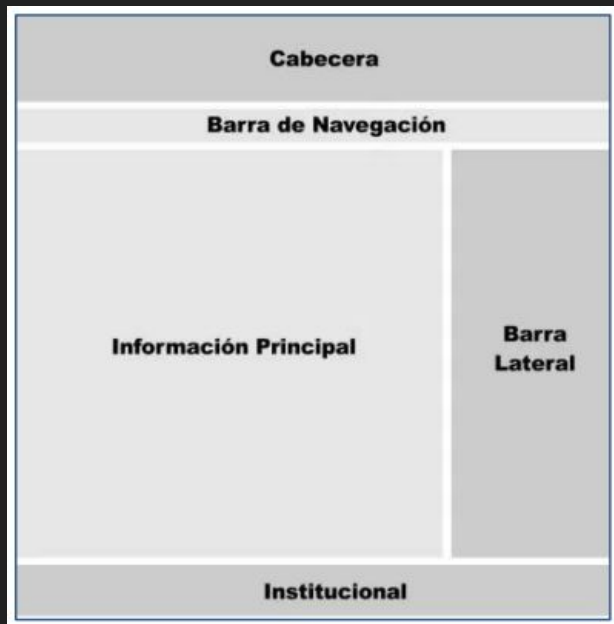 Cabecera
Barra de Navegación
Información Principal
Barra
Lateral
Institucional